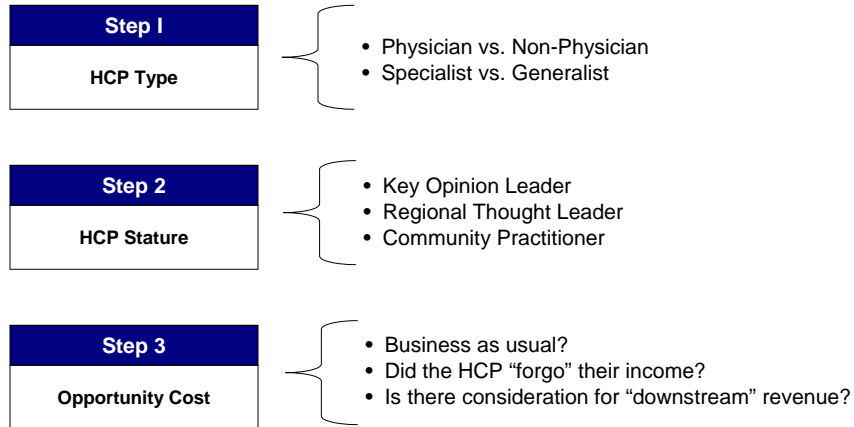 Step I
HCP Type
• Physician vs. Non-Physician
• Specialist vs. Generalist
Step 2
HCP Stature
• Key Opinion Leader
• Regional Thought Leader
• Community Practitioner
Step 3
Opportunity Cost
• Business as usual?
• Did the HCP “forgo” their income?
• Is there consideration for “downstream” revenue?